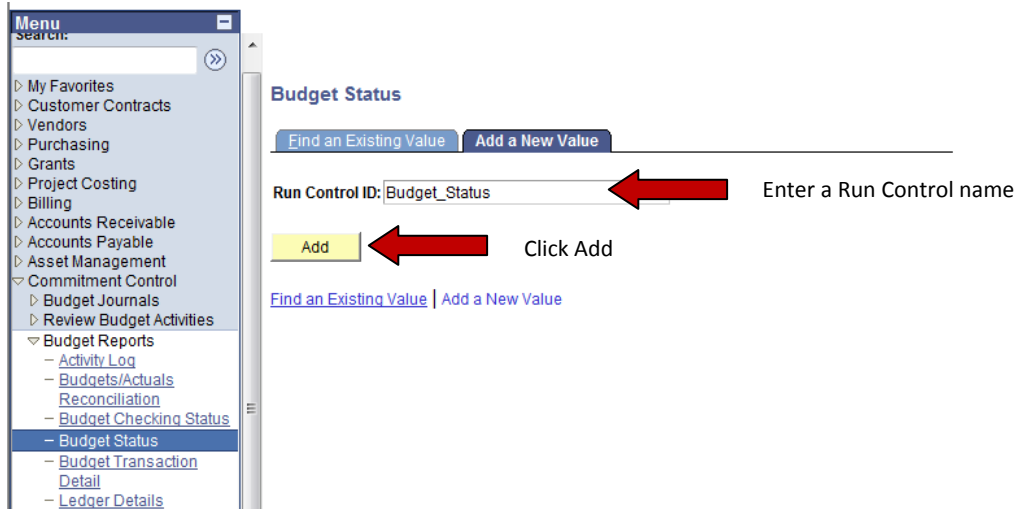 Menu
Search:
My Favorites
Customer Contracts
Vendors
Purchasing
Grants
Project Costing
Billing
Accounts Receivable
Accounts Payable
Asset Management
Commitment Control
Budget Journals
Review Budget Activities
Budget Reports
– Activity Log
– Budgets/Actuals
Reconciliation
– Budget Checking Status
– Budget Status
– Budget Transaction
Detail
– Ledger Details
Budget Status
Find an Existing Value Add a New Value
Run Control ID: Budget_Status Enter a Run Control name
Add Click Add
Find an Existing Value | Add a New Value